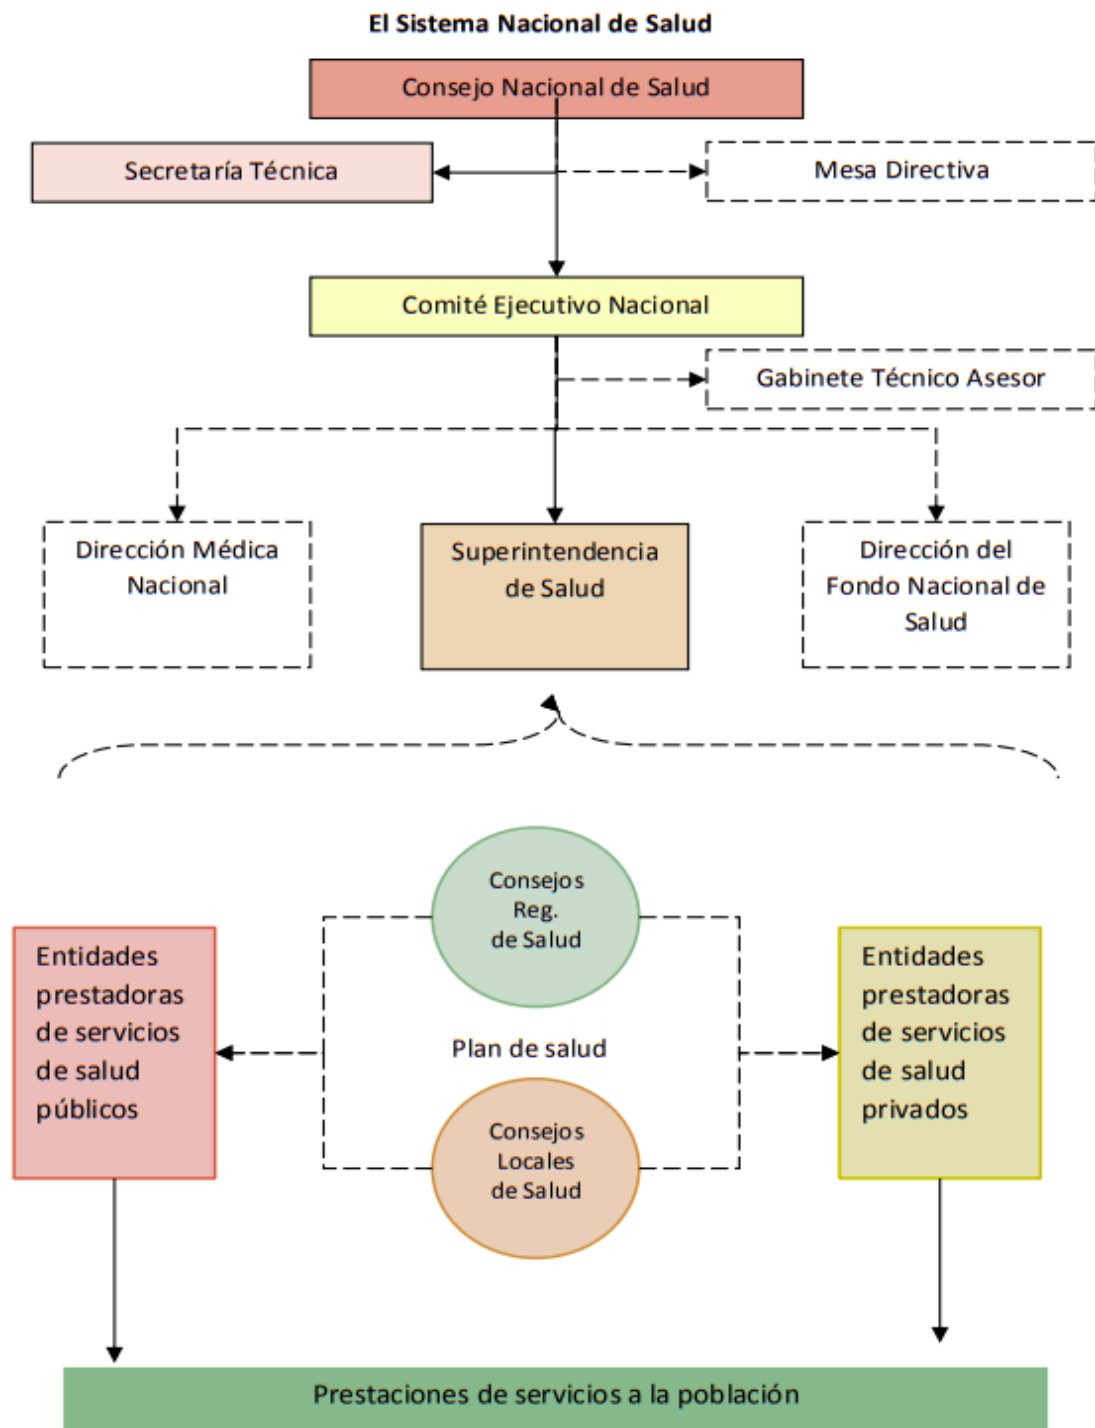 El Sistema Nacional de Salud
Consejo Nacional de Salud
Secretaría Técnica
Mesa Directiva
Comité Ejecutivo Nacional
Gabinete Técnico Asesor
Dirección Médica
Nacional
Superintendencia
de Salud
Dirección del
Fondo Nacional de
Salud
Consejos
Reg.
de Salud
Entidades
prestadoras
de servicios
de salud
públicos
Plan de salud
Entidades
prestadoras
de servicios
de salud
privados
Consejos
Locales
de Salud
Prestaciones de servicios a la población